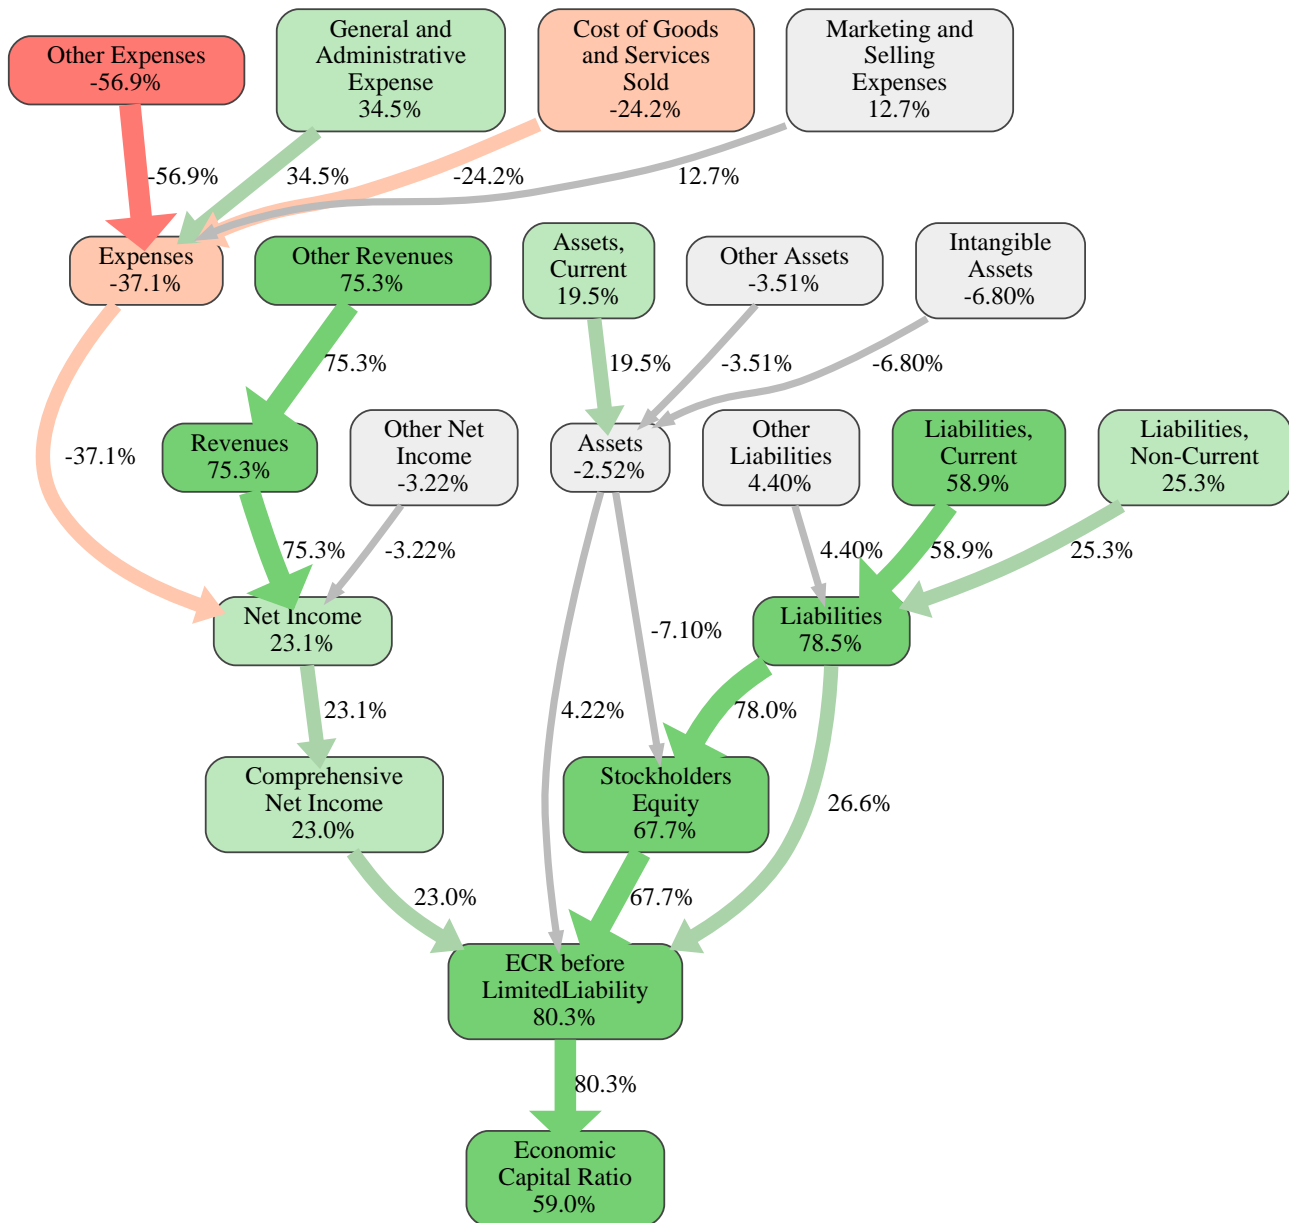 Other Expenses
-56.9%
General and
Administrative
Expense
34.5%
Cost of Goods
and Services
Sold
-24.2%
Marketing and
Selling
Expenses
12.7%
-56.9%
34.5%
-24.2%
12.7%
Expenses
-37.1%
Other Revenues
75.3%
Assets,
Current
19.5%
Other Assets
-3.51%
Intangible
Assets
-6.80%
75.3%
19.5%
-3.51%
-6.80%
-37.1%
Revenues
75.3%
Other Net
Income
-3.22%
Assets
-2.52%
Other
Liabilities
4.40%
Liabilities,
Current
58.9%
Liabilities,
Non-Current
25.3%
75.3%
-3.22%
4.40%
58.9%
25.3%
Net Income
23.1%
-7.10%
Liabilities
78.5%
23.1%
4.22%
78.0%
Comprehensive
Net Income
23.0%
Stockholders
Equity
67.7%
26.6%
23.0%
67.7%
ECR before
LimitedLiability
80.3%
80.3%
Economic
Capital Ratio
59.0%